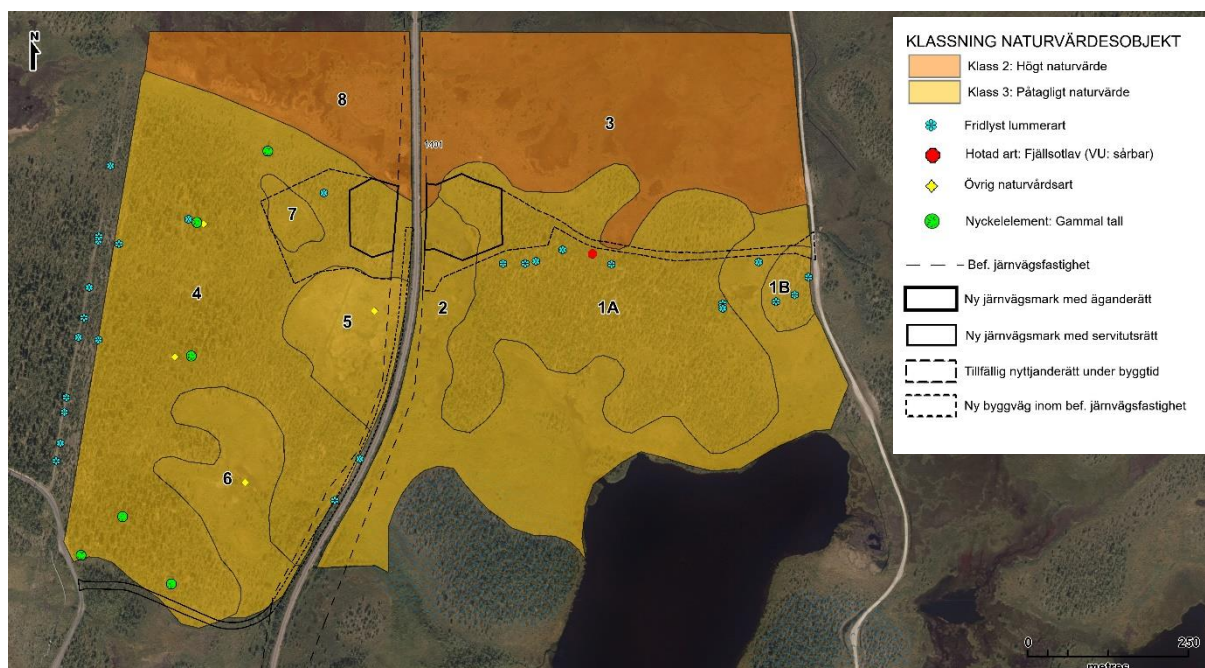 N
8
3
1401
7
4
5
2
1A
1B
6
0 250
metres
KLASSNING NATURVÄRDESOBJEKT
Klass 2: Högt naturvärde
Klass 3: Påtagligt naturvärde
Fridlyst lummerart
Hotad art: Fjällsotlav (VU: sårbar)
Övrig naturvårdsart
Nyckelelement: Gammal tall
Bef. järnvägsfastighet
Ny järnvägsmark med äganderätt
Ny järnvägsmark med servitutsrätt
Tillfällig nyttjanderätt under byggtid
Ny byggväg inom bef. järnvägsfastighet